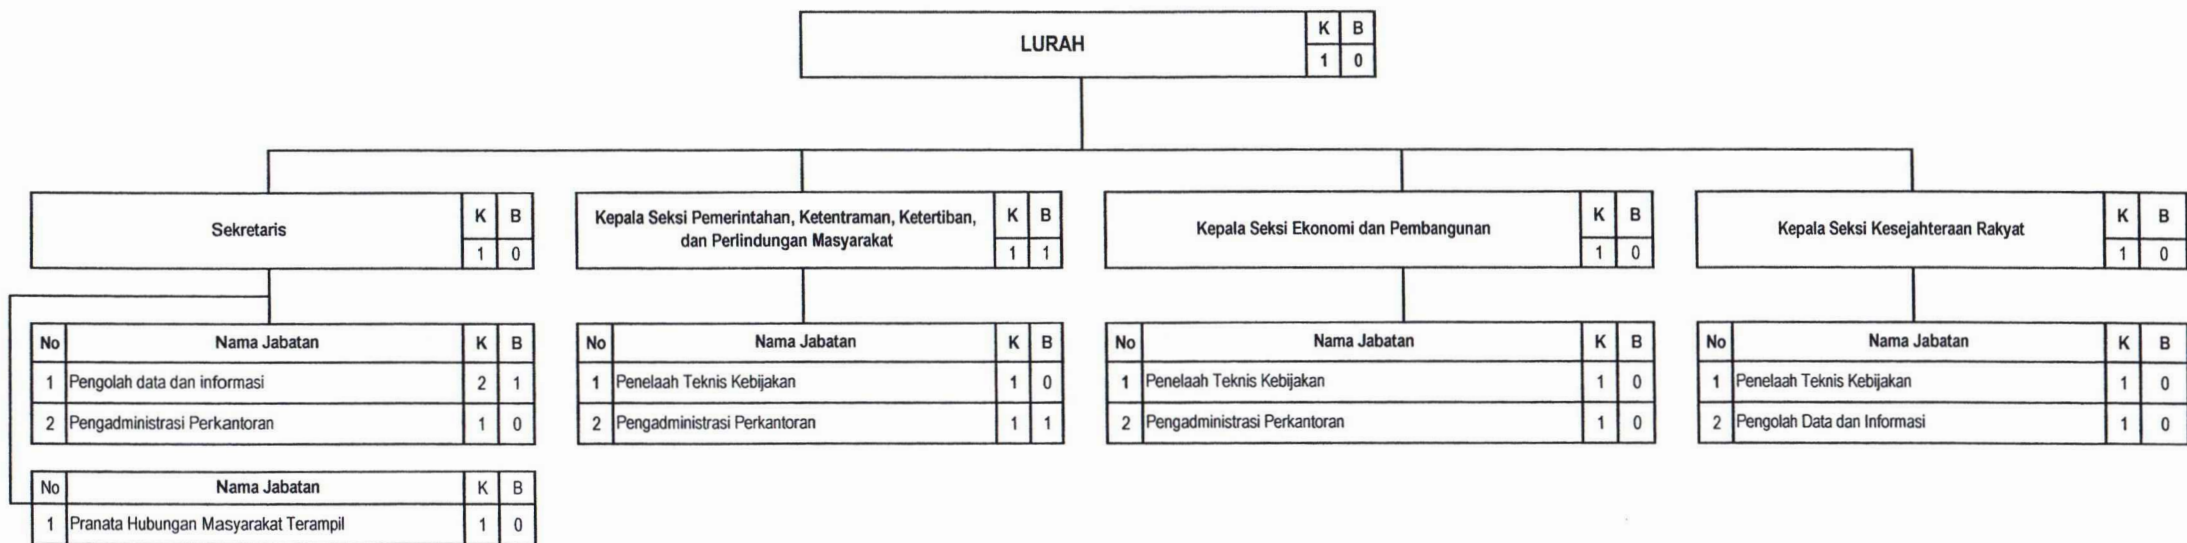 LURAH K B
1 0
Sekretaris K B
1 0
Kepala Seksi Pemerintahan, Ketentraman, Ketertiban, K B
dan Perlindungan Masyarakat 1 1
Kepala Seksi Ekonomi dan Pembangunan K B
1 0
Kepala Seksi Kesejahteraan Rakyat K B
1 0
No Nama Jabatan K B
1 Pengolah data dan informasi 2 1
2 Pengadministrasi Perkantoran 1 0
No Nama Jabatan K B
1 Pranata Hubungan Masyarakat Terampil 1 0
No Nama Jabatan K B
1 Penelaah Teknis Kebijakan 1 0
2 Pengadministrasi Perkantoran 1 1
No Nama Jabatan K B
1 Penelaah Teknis Kebijakan 1 0
2 Pengadministrasi Perkantoran 1 0
No Nama Jabatan K B
1 Penelaah Teknis Kebijakan 1 0
2 Pengolah Data dan Informasi 1 0